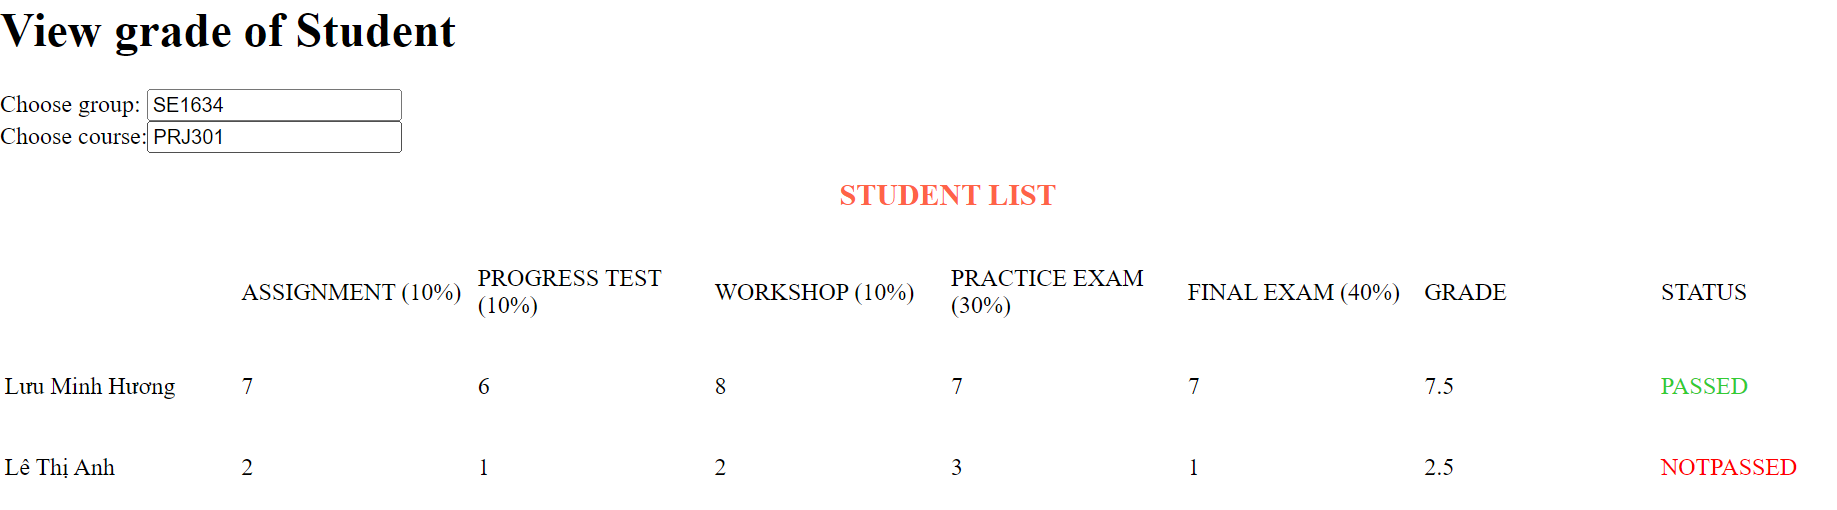 View grade of Student
Choose group: SE1634
Choose course: PRJ301
STUDENT LIST
ASSIGNMENT (10%) PROGRESS TEST (10%) WORKSHOP (10%) PRACTICE EXAM (30%) FINAL EXAM (40%) GRADE STATUS
Lưu Minh Hương 7 6 8 7 7 7.5 PASSED
Lê Thị Anh 2 1 2 3 1 2.5 NOTPASSED